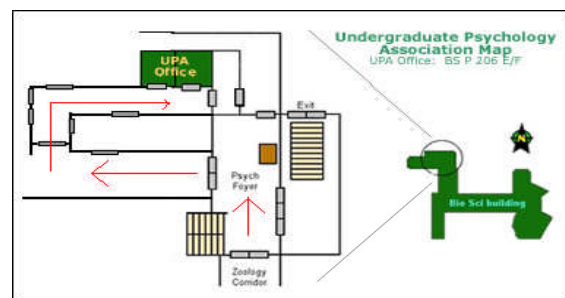 Undergraduate Psychology
Association Map
UPA Office: BS P 206 E/F
UPA
Office
Exit
N
Psych
Foyer
Bio Sci building
Zoology
Corridor